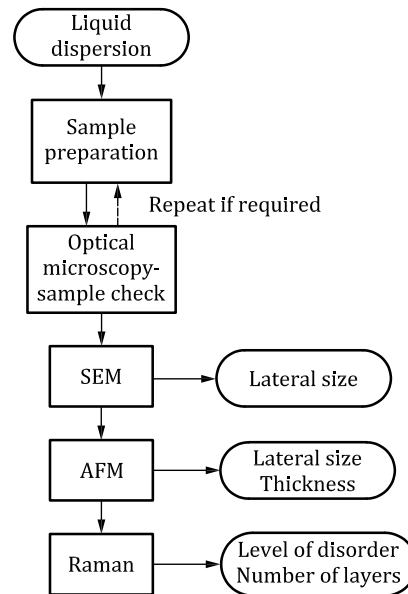 Liquid
dispersion
Sample
preparation
Repeat if required
Optical
microscopy-
sample check
SEM
Lateral size
AFM
Lateral size
Thickness
Raman
Level of disorder
Number of layers